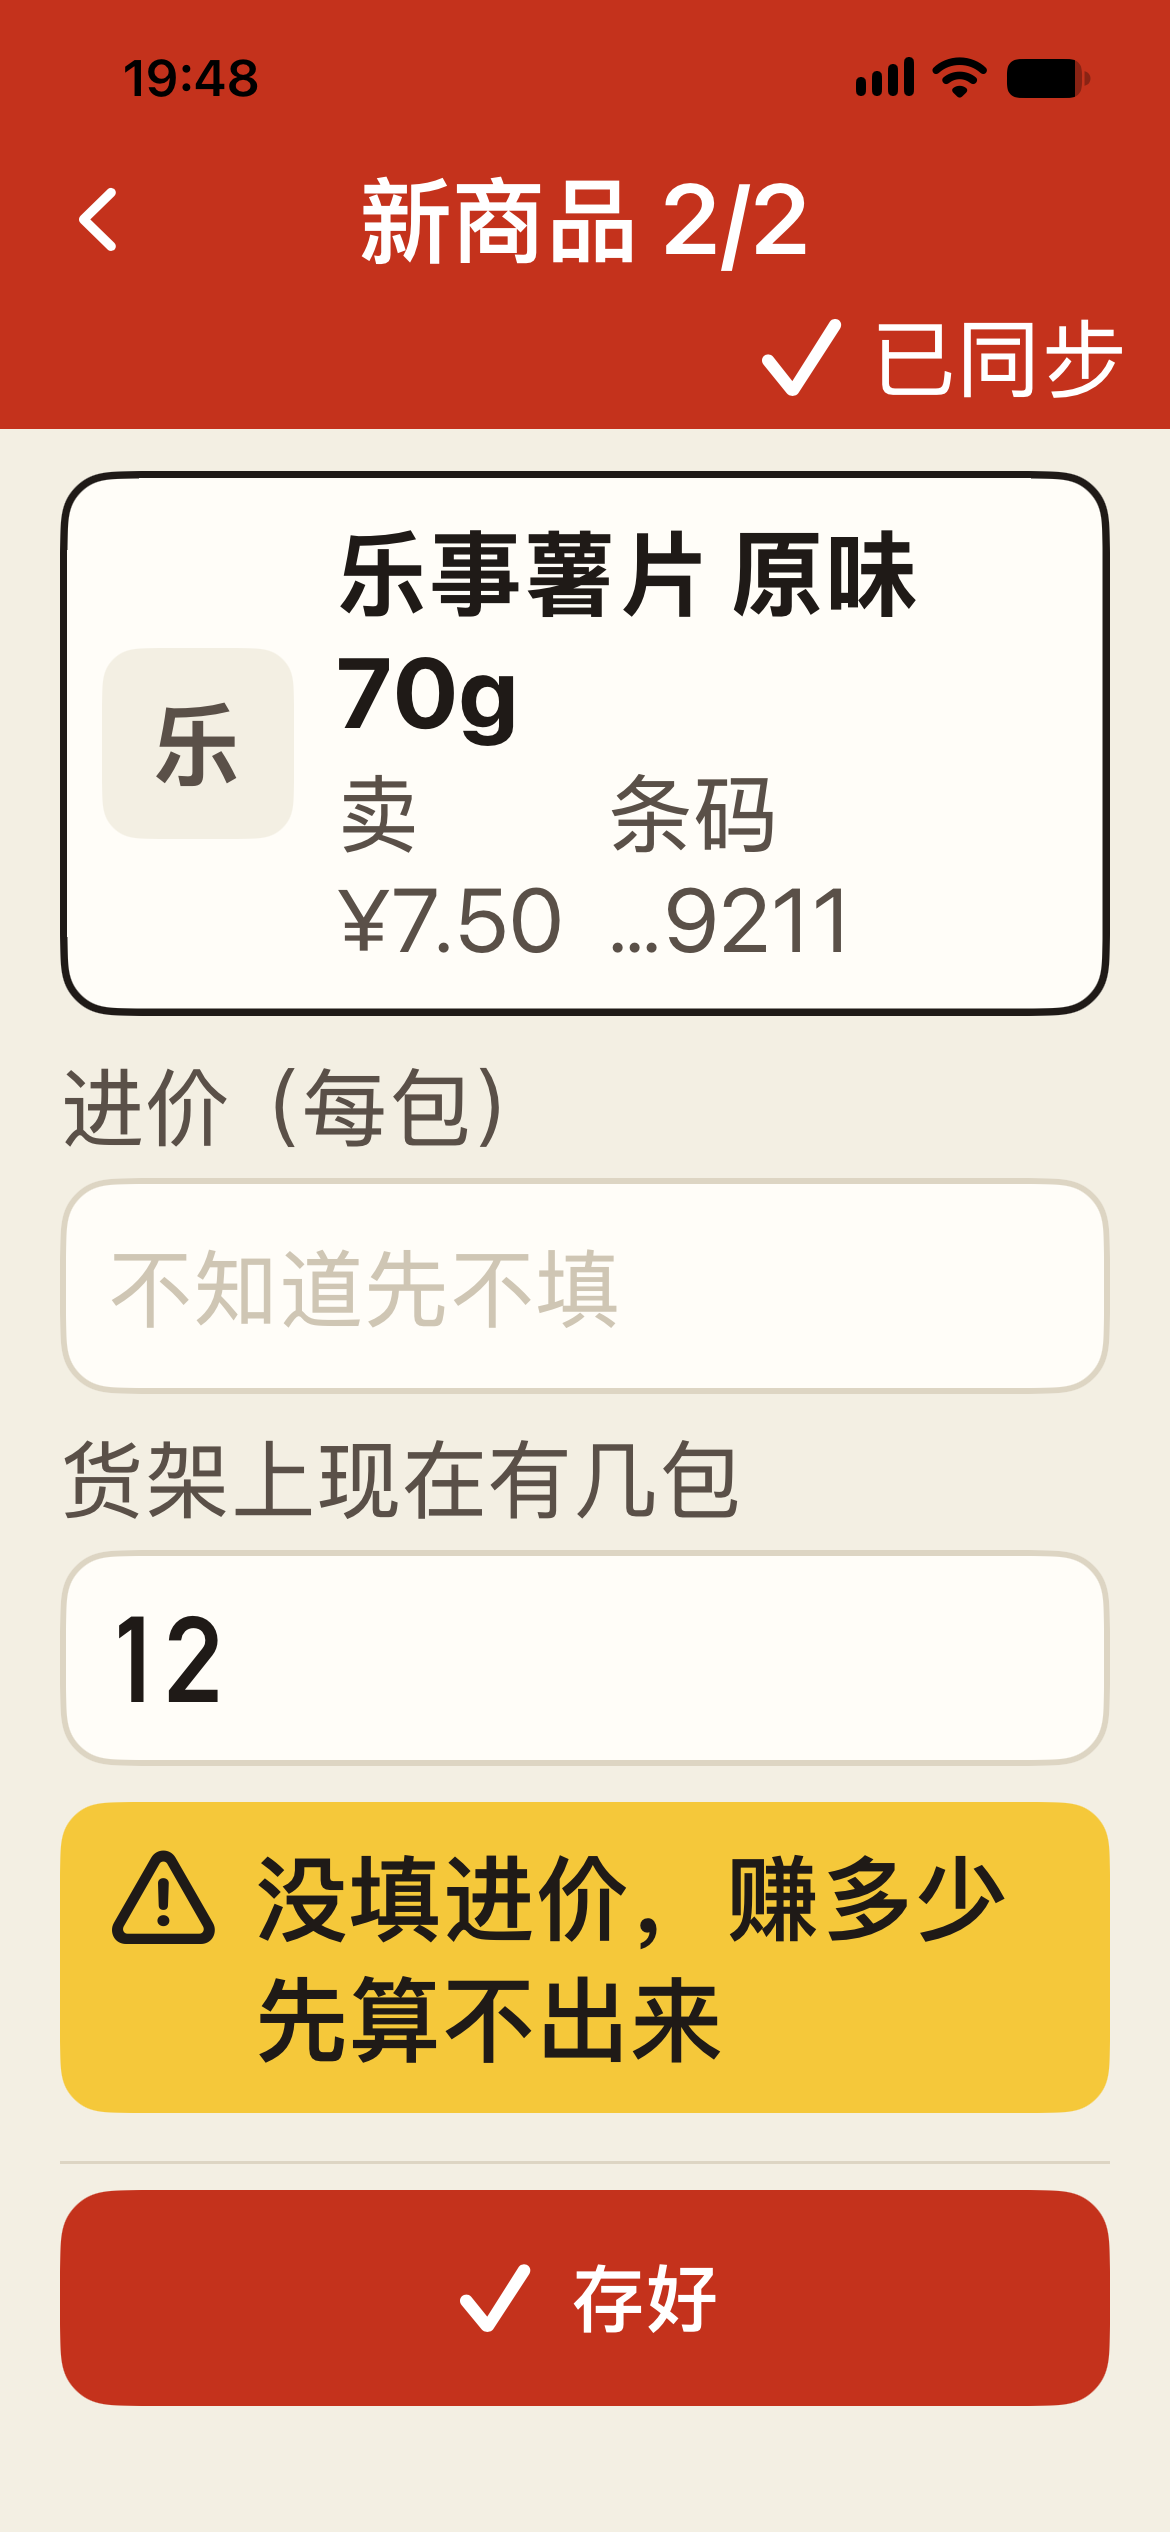 19:48
新商品 2/2
已同步
乐事薯片 原味
70g
乐
卖 条码
¥7.50 …9211
进价（每包）
不知道先不填
货架上现在有几包
12
没填进价，赚多少
先算不出来
存好